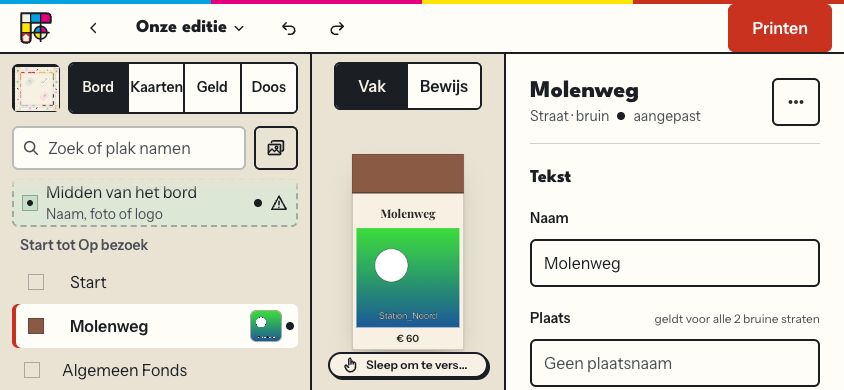 Onze editie
Printen
Bord
Kaarten
Geld
Doos
Zoek of plak namen
Midden van het bord
Naam, foto of logo
Start tot Op bezoek
Start
Molenweg
Algemeen Fonds
Vak
Bewijs
Molenweg
Station_Noord
€ 60
Sleep om te vers...
Molenweg
Straat · bruin ● aangepast
...
Tekst
Naam
Molenweg
Plaats
geldt voor alle 2 bruine straten
Geen plaatsnaam